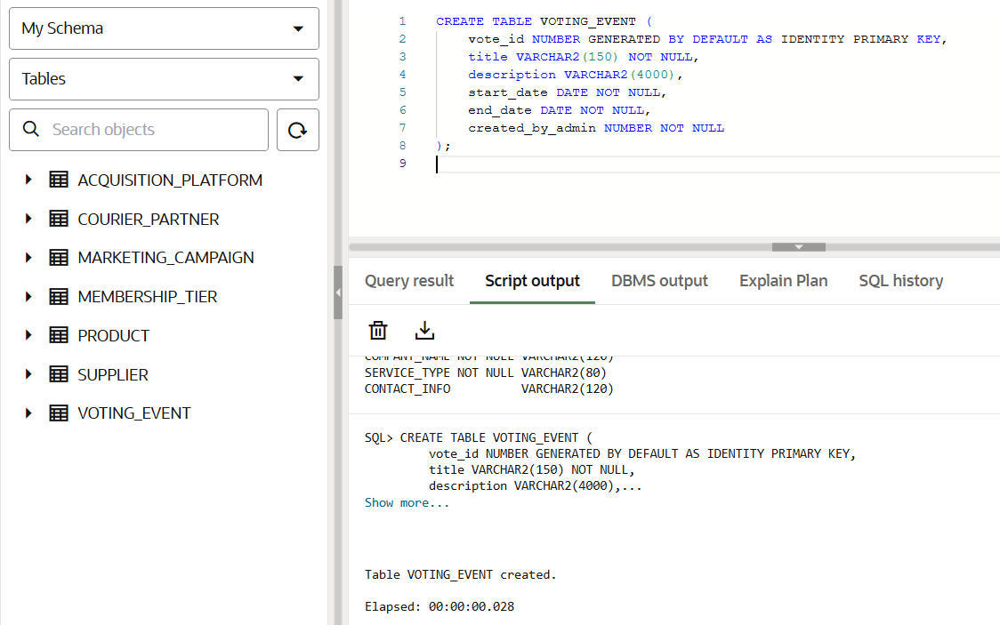 My Schema
Tables
Search objects
ACQUISITION_PLATFORM
COURIER_PARTNER
MARKETING_CAMPAIGN
MEMBERSHIP_TIER
PRODUCT
SUPPLIER
VOTING_EVENT
1 CREATE TABLE VOTING_EVENT (
2 vote_id NUMBER GENERATED BY DEFAULT AS IDENTITY PRIMARY KEY,
3 title VARCHAR2(150) NOT NULL,
4 description VARCHAR2(4000),
5 start_date DATE NOT NULL,
6 end_date DATE NOT NULL,
7 created_by_admin NUMBER NOT NULL
8 );
9
Query result Script output DBMS output Explain Plan SQL history
COMPANY_NAME NOT NULL VARCHAR2(120)
SERVICE_TYPE NOT NULL VARCHAR2(80)
CONTACT_INFO VARCHAR2(120)
SQL> CREATE TABLE VOTING_EVENT (
vote_id NUMBER GENERATED BY DEFAULT AS IDENTITY PRIMARY KEY,
title VARCHAR2(150) NOT NULL,
description VARCHAR2(4000),...
Show more...
Table VOTING_EVENT created.
Elapsed: 00:00:00.028